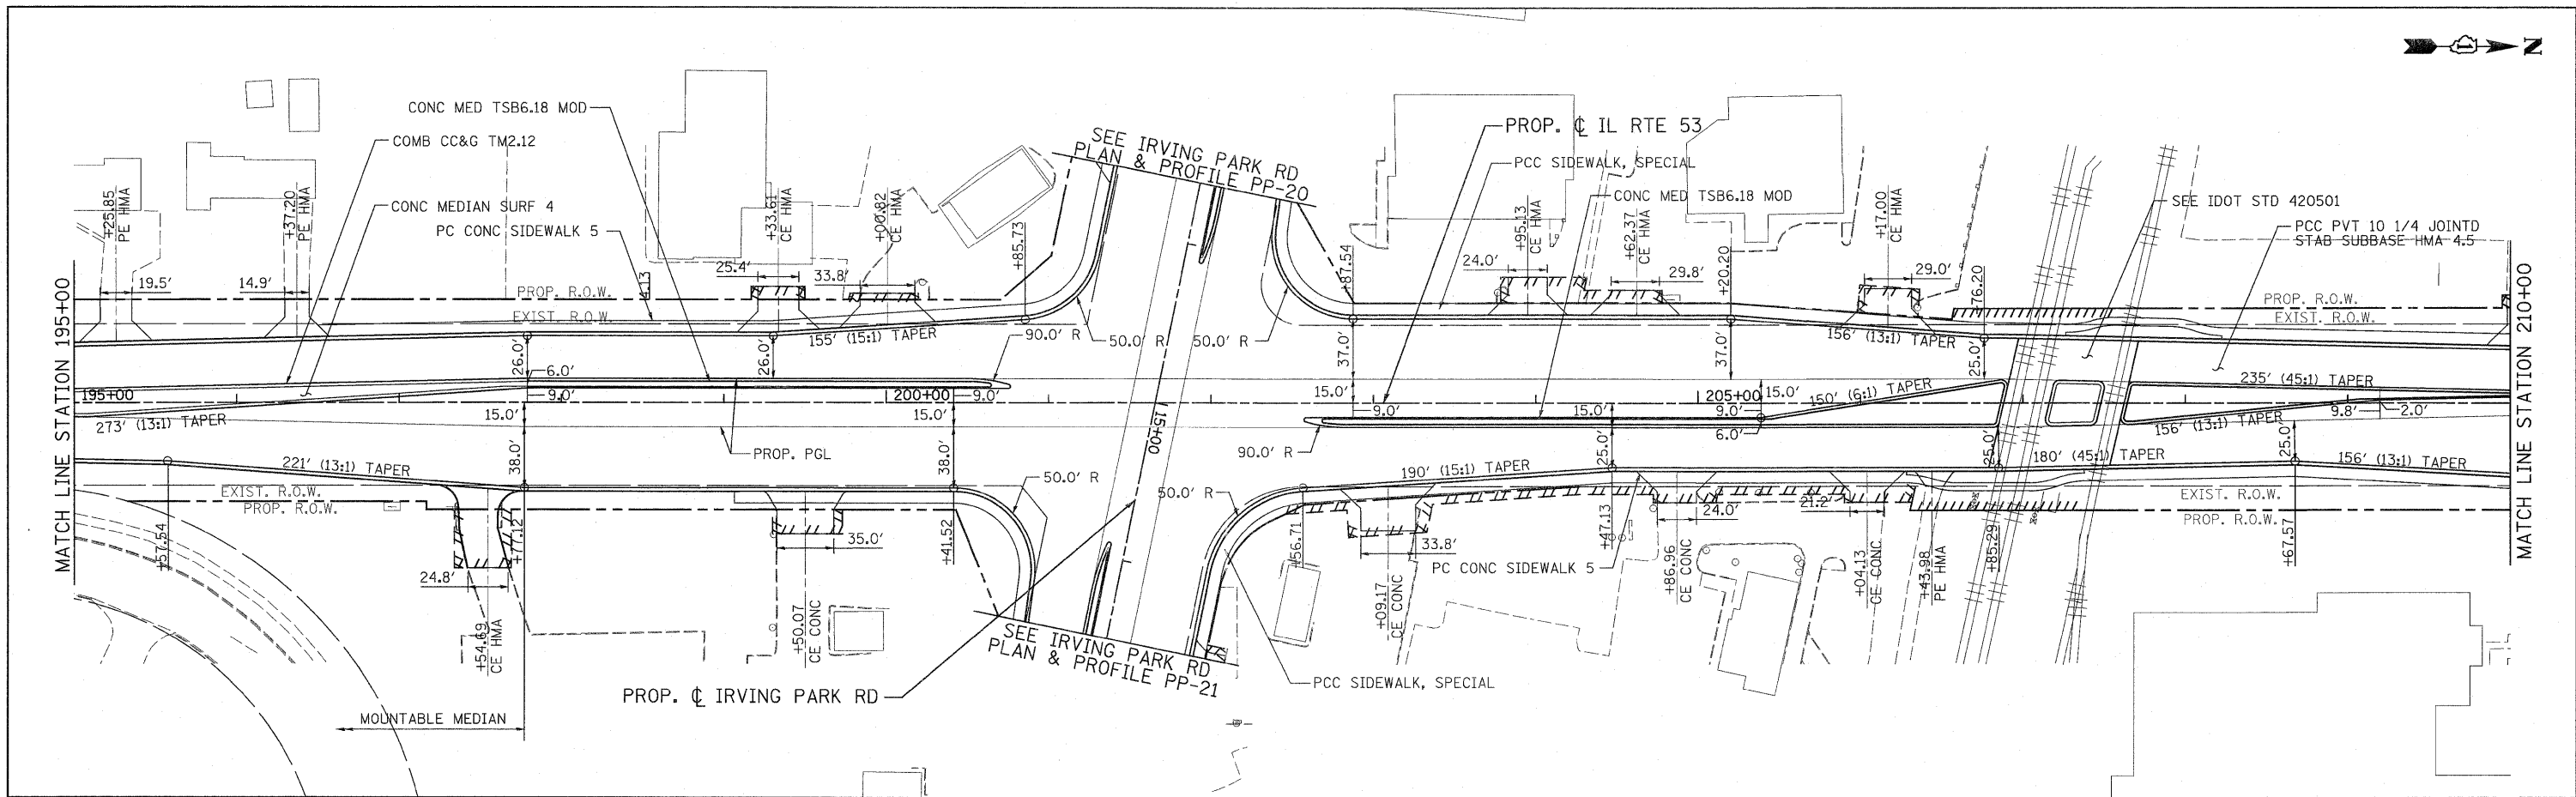 N
CONC MED TSB6.18 MOD
COMB CC&G TM2.12
CONC MEDIAN SURF 4
PC CONC SIDEWALK 5
SEE IRVING PARK RD
PLAN & PROFILE PP-20
PROP. ℄ IL RTE 53
PCC SIDEWALK, SPECIAL
CONC MED TSB6.18 MOD
SEE IDOT STD 420501
PCC PVT 10 1/4 JOINTD
STAB SUBBASE HMA 4.5
+25.85
PE HMA
+37.20
PE HMA
+33.61
CE HMA
+00.82
CE HMA
+85.73
+87.54
+95.13
CE HMA
+62.37
CE HMA
+20.20
+17.00
CE HMA
+76.20
19.5'
14.9'
4.13
25.4'
33.8'
24.0'
29.8'
29.0'
PROP. R.O.W.
EXIST. R.O.W.
PROP. R.O.W.
EXIST. R.O.W.
MATCH LINE STATION 195+00
MATCH LINE STATION 210+00
155' (15:1) TAPER
90.0' R
50.0' R
50.0' R
156' (13:1) TAPER
26.0'
26.0'
37.0'
37.0'
25.0'
6.0'
9.0'
9.0'
195+00
200+00
205+00
15.0'
15.0'
15.0'
15.0'
15.0'
9.0'
9.0'
150' (6:1) TAPER
235' (45:1) TAPER
273' (13:1) TAPER
6.0'
9.8'
2.0'
156' (13:1) TAPER
115+00
PROP. PGL
90.0' R
38.0'
38.0'
25.0'
25.0'
25.0'
221' (13:1) TAPER
190' (15:1) TAPER
180' (45:1) TAPER
156' (13:1) TAPER
50.0' R
50.0' R
EXIST. R.O.W.
PROP. R.O.W.
EXIST. R.O.W.
PROP. R.O.W.
+57.54
+77.12
+41.52
+56.71
+47.13
+85.29
+67.57
24.8'
35.0'
33.8'
24.0'
21.2'
+54.69
CE HMA
+50.07
CE CONC
+09.17
CE CONC
+86.96
CE CONC
+04.13
CE CONC
+43.98
PE HMA
PC CONC SIDEWALK 5
SEE IRVING PARK RD
PLAN & PROFILE PP-21
PCC SIDEWALK, SPECIAL
PROP. ℄ IRVING PARK RD
MOUNTABLE MEDIAN